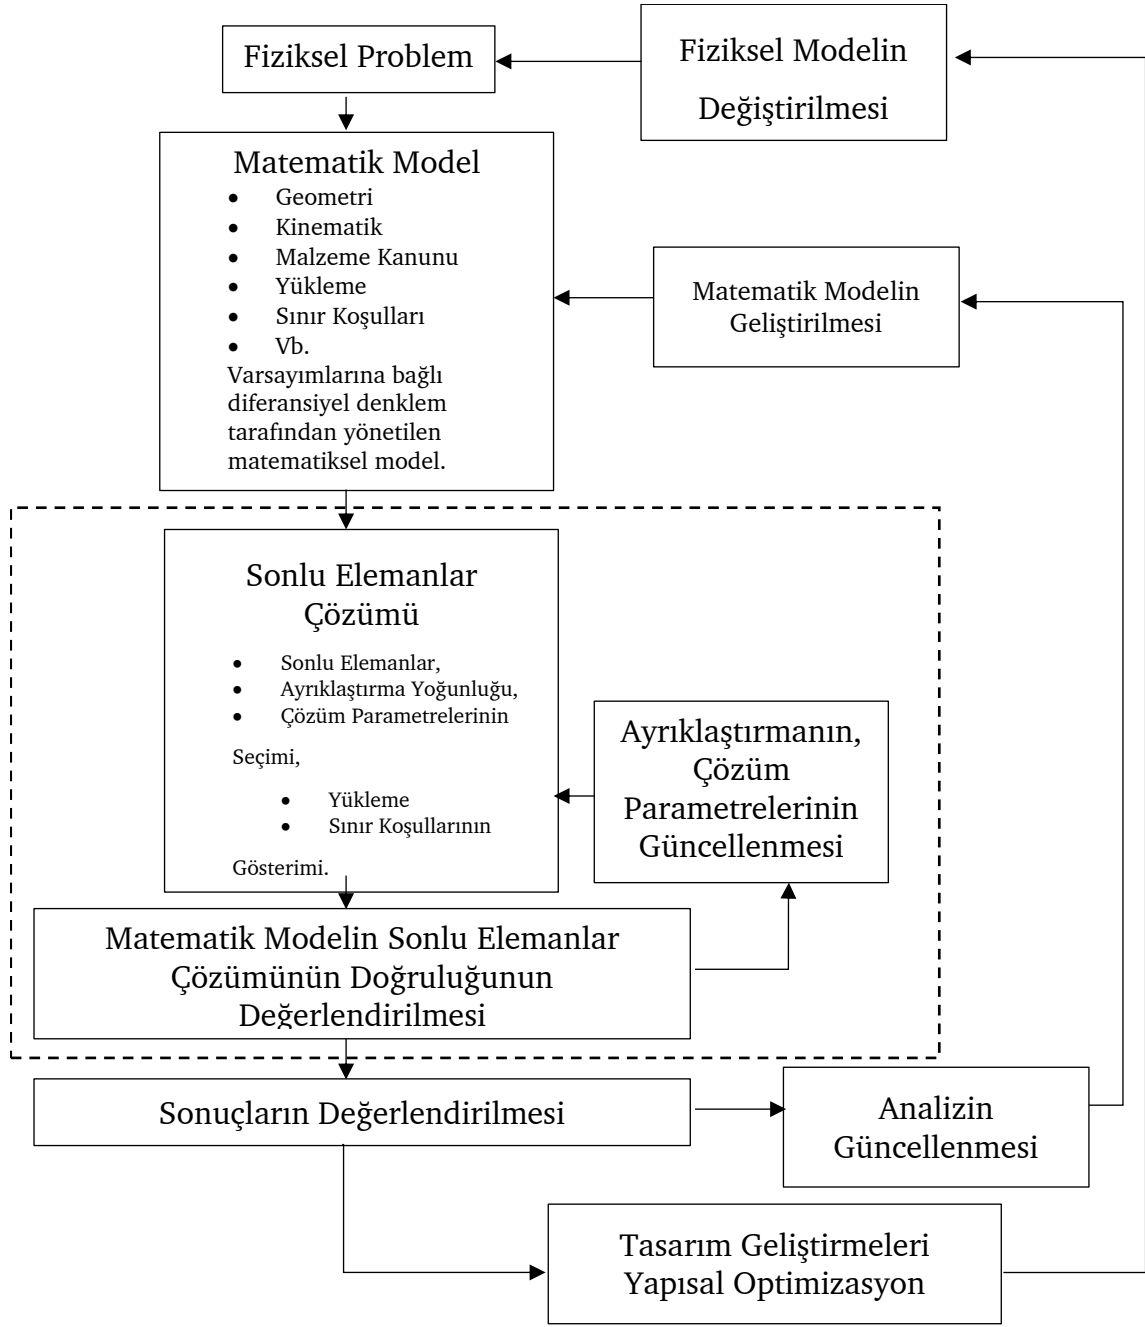 Fiziksel Problem
Fiziksel Modelin
Değiştirilmesi
Matematik Model
• Geometri
• Kinematik
• Malzeme Kanunu
• Yükleme
• Sınır Koşulları
• Vb.
Varsayımlarına bağlı
diferansiyel denklem
tarafından yönetilen
matematiksel model.
Matematik Modelin
Geliştirilmesi
Sonlu Elemanlar
Çözümü
• Sonlu Elemanlar,
• Ayrıklaştırma Yoğunluğu,
• Çözüm Parametrelerinin
Seçimi,
• Yükleme
• Sınır Koşullarının
Gösterimi.
Ayrıklaştırmanın,
Çözüm
Parametrelerinin
Güncellenmesi
Matematik Modelin Sonlu Elemanlar
Çözümünün Doğruluğunun
Değerlendirilmesi
Sonuçların Değerlendirilmesi
Analizin
Güncellenmesi
Tasarım Geliştirmeleri
Yapısal Optimizasyon